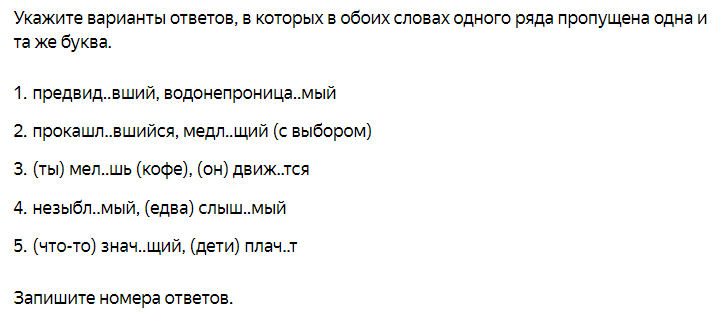 Укажите варианты ответов, в которых в обоих словах одного ряда пропущена одна и
та же буква.
1. предвид..вший, водонепроница..мый
2. прокашл..вшийся, медл..щий (с выбором)
3. (ты) мел..шь (кофе), (он) движ..тся
4. незыбл..мый, (едва) слыш..мый
5. (что-то) знач..щий, (дети) плач..т
Запишите номера ответов.